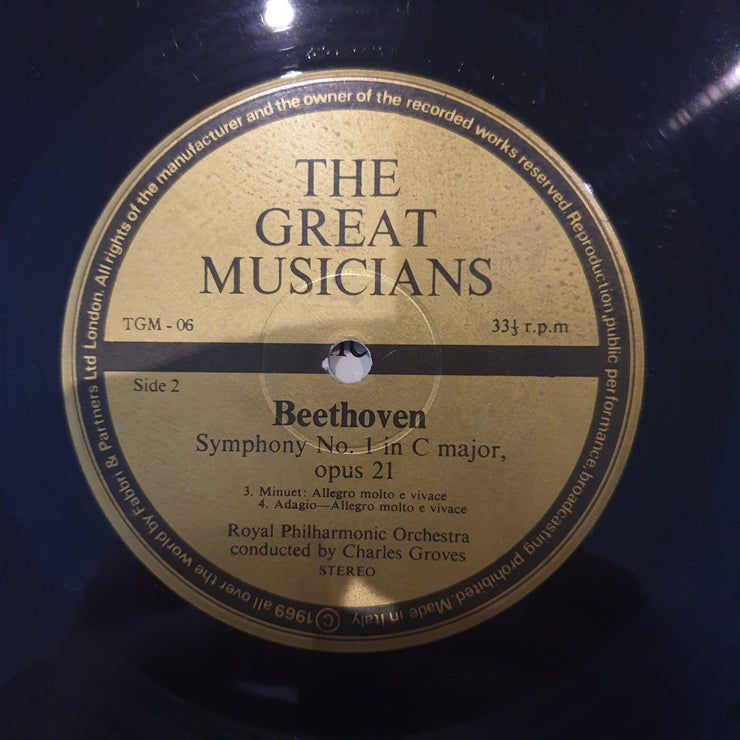 THE
GREAT
MUSICIANS
TGM - 06
33⅓ r.p.m
Side 2
Beethoven
Symphony No. 1 in C major,
opus 21
3. Minuet: Allegro molto e vivace
4. Adagio—Allegro molto e vivace
Royal Philharmonic Orchestra
conducted by Charles Groves
STEREO
© 1969 all over the world by Fabbri & Partners Ltd London. All rights of the manufacturer and the owner of the recorded works reserved Reproduction, public performance, broadcasting prohibited. Made in Italy